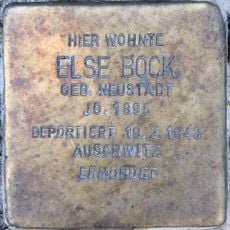 HIER WOHNTE
ELSE BOCK
GEB. NEUSTADT
JG. 1895
DEPORTIERT 19.2.1943
AUSCHWITZ
ERMORDET